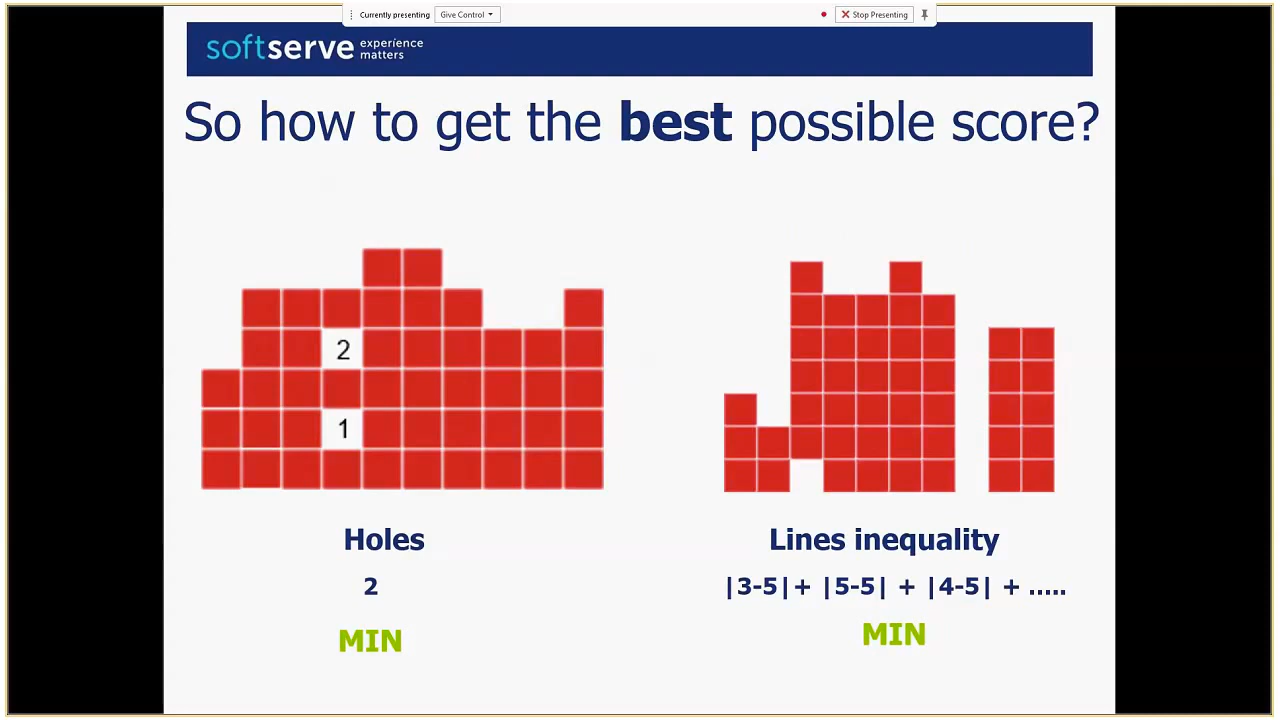 Currently presenting Give Control Stop Presenting
softserve experience matters
So how to get the best possible score?
2
1
Holes
Lines inequality
2
|3-5|+ |5-5| + |4-5| + .....
MIN
MIN